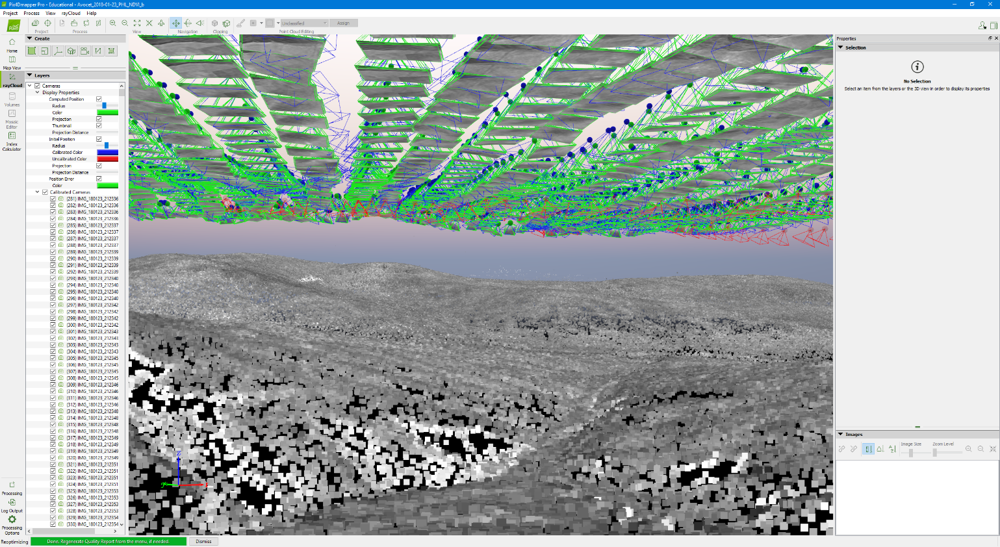 Pix4Dmapper Pro - Educational - Avocet_2018-01-23_PHL_NDVI_b
Project Process View rayCloud Help
Project Process View Navigation Clipping Point Cloud Editing
Unclassified Assign
Home
Map View
rayCloud
Volumes
Mosaic Editor
Index Calculator
Processing
Log Output
Processing Options
Create
Layers
Cameras
Display Properties
Computed Position
Radius
Color
Projection
Thumbnail
Projection Distance
Initial Position
Radius
Calibrated Color
Uncalibrated Color
Projection
Projection Distance
Position Error
Color
Calibrated Cameras
(281) IMG_180123_212336
(282) IMG_180123_212336
(283) IMG_180123_212336
(284) IMG_180123_212336
(285) IMG_180123_212337
(286) IMG_180123_212337
(287) IMG_180123_212337
(288) IMG_180123_212337
(289) IMG_180123_212339
(290) IMG_180123_212339
(291) IMG_180123_212339
(292) IMG_180123_212339
(293) IMG_180123_212340
(294) IMG_180123_212340
(295) IMG_180123_212340
(296) IMG_180123_212340
(297) IMG_180123_212342
(298) IMG_180123_212342
(299) IMG_180123_212342
(300) IMG_180123_212342
(301) IMG_180123_212343
(302) IMG_180123_212343
(303) IMG_180123_212343
(304) IMG_180123_212343
(305) IMG_180123_212345
(306) IMG_180123_212345
(307) IMG_180123_212345
(308) IMG_180123_212345
(309) IMG_180123_212346
(310) IMG_180123_212346
(311) IMG_180123_212346
(312) IMG_180123_212346
(313) IMG_180123_212348
(314) IMG_180123_212348
(315) IMG_180123_212348
(316) IMG_180123_212348
(317) IMG_180123_212349
(318) IMG_180123_212349
(319) IMG_180123_212349
(320) IMG_180123_212349
(321) IMG_180123_212351
(322) IMG_180123_212351
(323) IMG_180123_212351
(324) IMG_180123_212351
(325) IMG_180123_212353
(326) IMG_180123_212353
(327) IMG_180123_212353
(328) IMG_180123_212353
(329) IMG_180123_212354
(330) IMG_180123_212354
Z
Properties
Selection
No Selection
Select an item from the layers or the 3D view in order to display its properties
Images
Image Size Zoom Level
Reoptimizing Done. Regenerate Quality Report from the menu, if needed. Dismiss